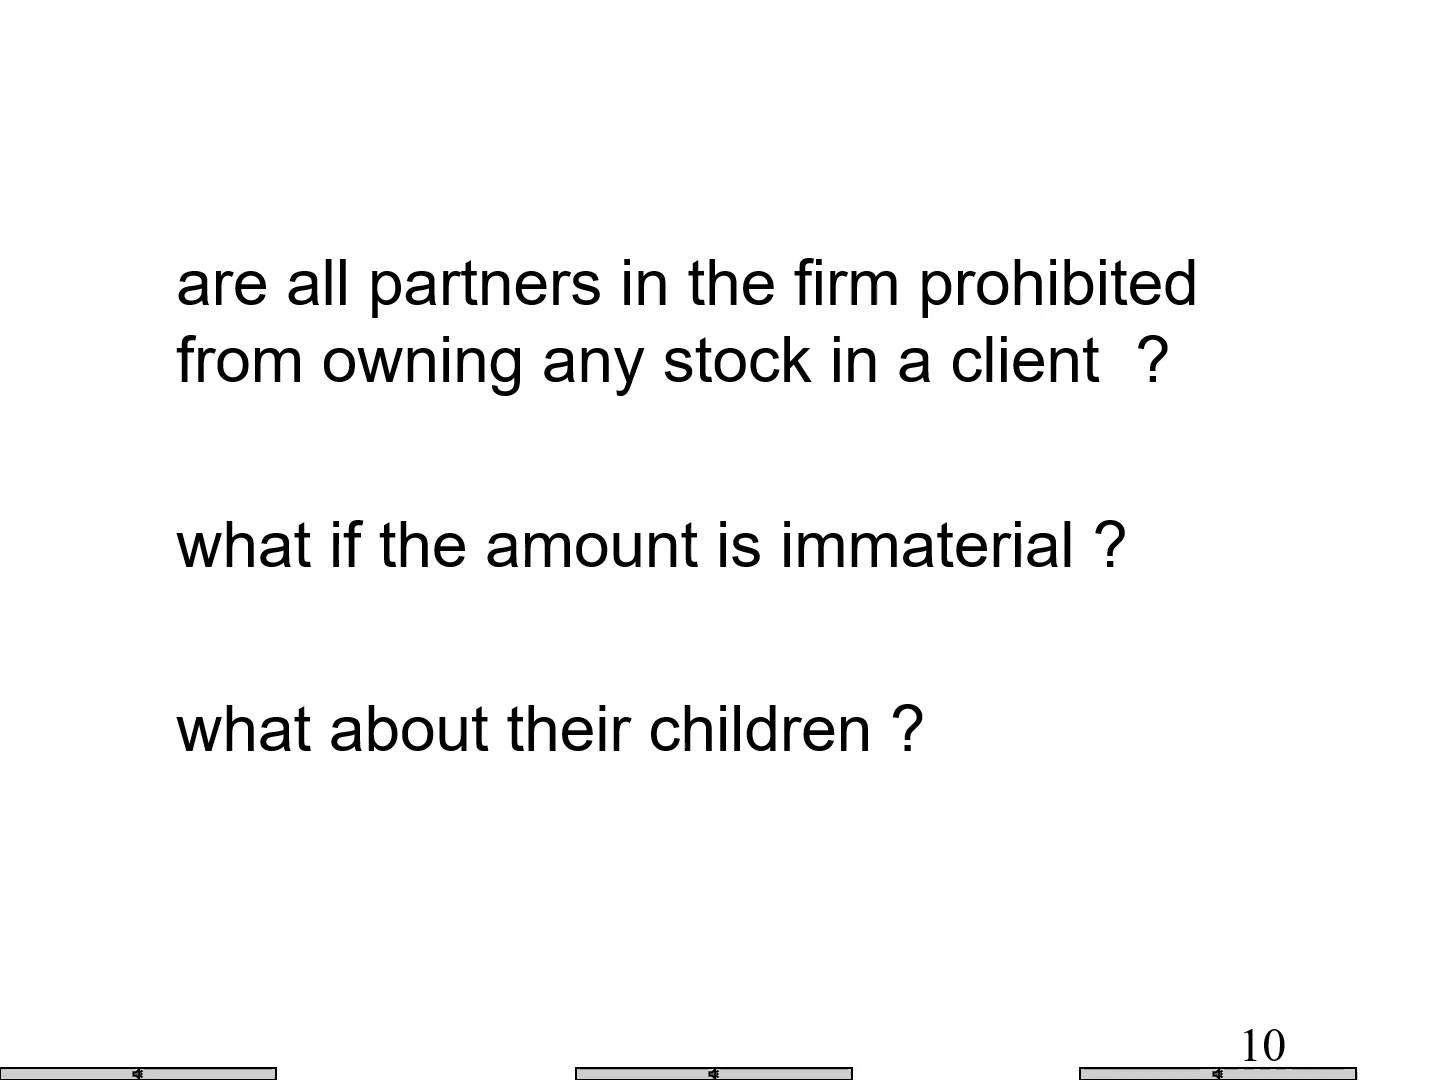 are all partners in the firm prohibited
from owning any stock in a client  ?
what if the amount is immaterial ?
what about their children ?
10